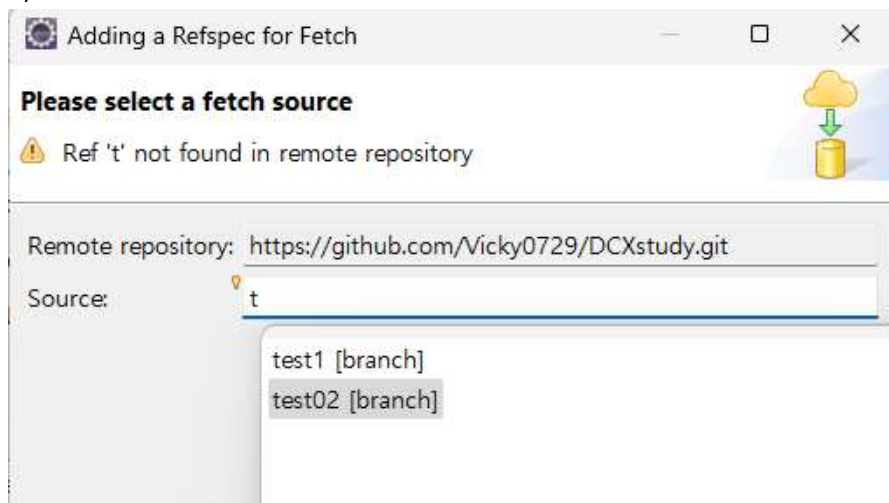 Adding a Refspec for Fetch
Please select a fetch source
Ref 't' not found in remote repository
Remote repository: https://github.com/Vicky0729/DCXstudy.git
Source: t
test1 [branch]
test02 [branch]